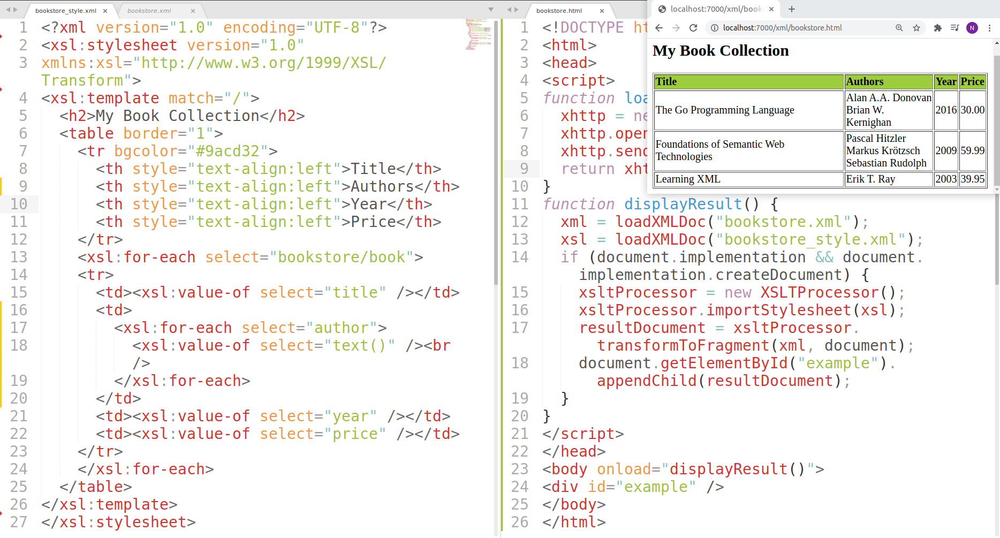 bookstore_style.xml ×
bookstore.xml ×
1 <?xml version="1.0" encoding="UTF-8"?>
2 <xsl:stylesheet version="1.0"
3 xmlns:xsl="http://www.w3.org/1999/XSL/
Transform">
4 <xsl:template match="/">
5 <h2>My Book Collection</h2>
6 <table border="1">
7 <tr bgcolor="#9acd32">
8 <th style="text-align:left">Title</th>
9 <th style="text-align:left">Authors</th>
10 <th style="text-align:left">Year</th>
11 <th style="text-align:left">Price</th>
12 </tr>
13 <xsl:for-each select="bookstore/book">
14 <tr>
15 <td><xsl:value-of select="title" /></td>
16 <td>
17 <xsl:for-each select="author">
18 <xsl:value-of select="text()" /><br
/>
19 </xsl:for-each>
20 </td>
21 <td><xsl:value-of select="year" /></td>
22 <td><xsl:value-of select="price" /></td>
23 </tr>
24 </xsl:for-each>
25 </table>
26 </xsl:template>
27 </xsl:stylesheet>
bookstore.html ×
1 <!DOCTYPE ht
2 <html>
3 <head>
4 <script>
5 function loa
6 xhttp = ne
7 xhttp.open
8 xhttp.send
9 return xht
10 }
11 function displayResult() {
12 xml = loadXMLDoc("bookstore.xml");
13 xsl = loadXMLDoc("bookstore_style.xml");
14 if (document.implementation && document.
implementation.createDocument) {
15 xsltProcessor = new XSLTProcessor();
16 xsltProcessor.importStylesheet(xsl);
17 resultDocument = xsltProcessor.
transformToFragment(xml, document);
18 document.getElementById("example").
appendChild(resultDocument);
19 }
20 }
21 </script>
22 </head>
23 <body onload="displayResult()">
24 <div id="example" />
25 </body>
26 </html>
localhost:7000/xml/book
localhost:7000/xml/bookstore.html
N
My Book Collection
Title Authors Year Price
The Go Programming Language
Alan A.A. Donovan
Brian W.
Kernighan
2016 30.00
Foundations of Semantic Web
Technologies
Pascal Hitzler
Markus Krötzsch
Sebastian Rudolph
2009 59.99
Learning XML Erik T. Ray 2003 39.95